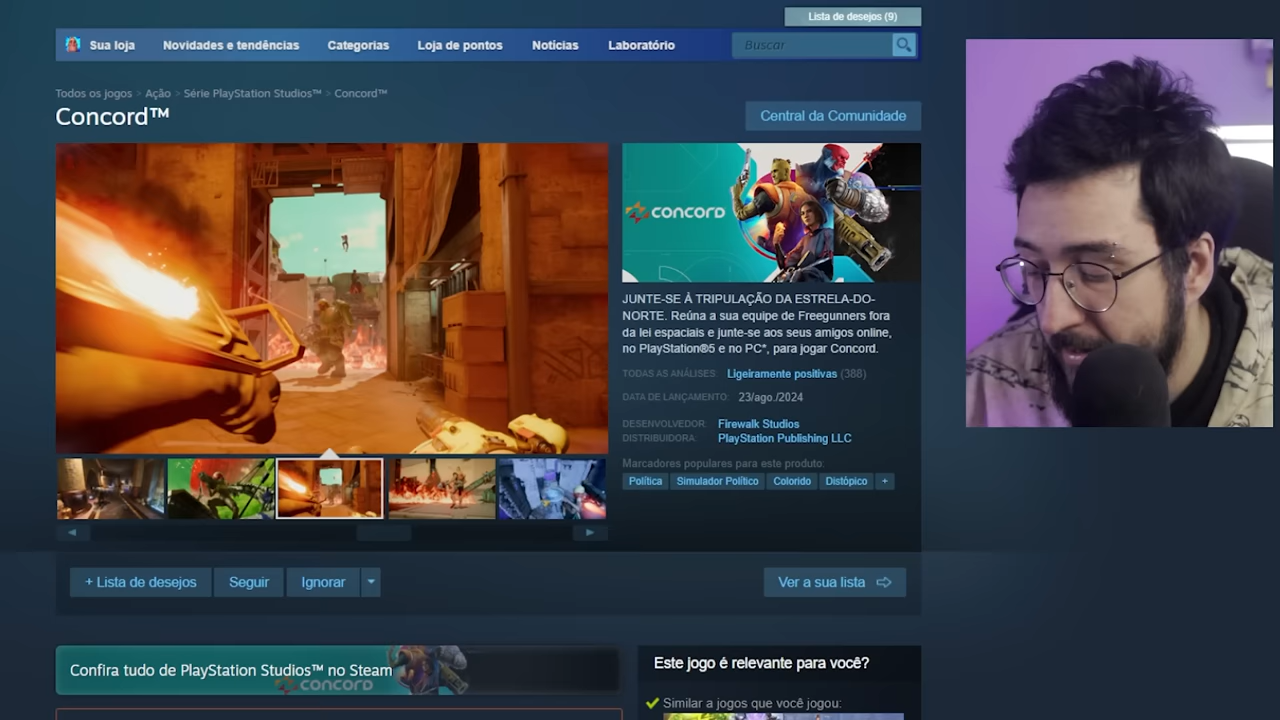 Lista de desejos (9)
Sua loja Novidades e tendências Categorias Loja de pontos Notícias Laboratório Buscar
Todos os jogos > Ação > Série PlayStation Studios™ > Concord™
Concord™
Central da Comunidade
CONCORD
JUNTE-SE À TRIPULAÇÃO DA ESTRELA-DO-
NORTE. Reúna a sua equipe de Freegunners fora
da lei espaciais e junte-se aos seus amigos online,
no PlayStation®5 e no PC*, para jogar Concord.
TODAS AS ANÁLISES: Ligeiramente positivas (388)
DATA DE LANÇAMENTO: 23/ago./2024
DESENVOLVEDOR: Firewalk Studios
DISTRIBUIDORA: PlayStation Publishing LLC
Marcadores populares para este produto:
Política Simulador Político Colorido Distópico +
+ Lista de desejos Seguir Ignorar Ver a sua lista
Confira tudo de PlayStation Studios™ no Steam
CONCORD
Este jogo é relevante para você?
Similar a jogos que você jogou: